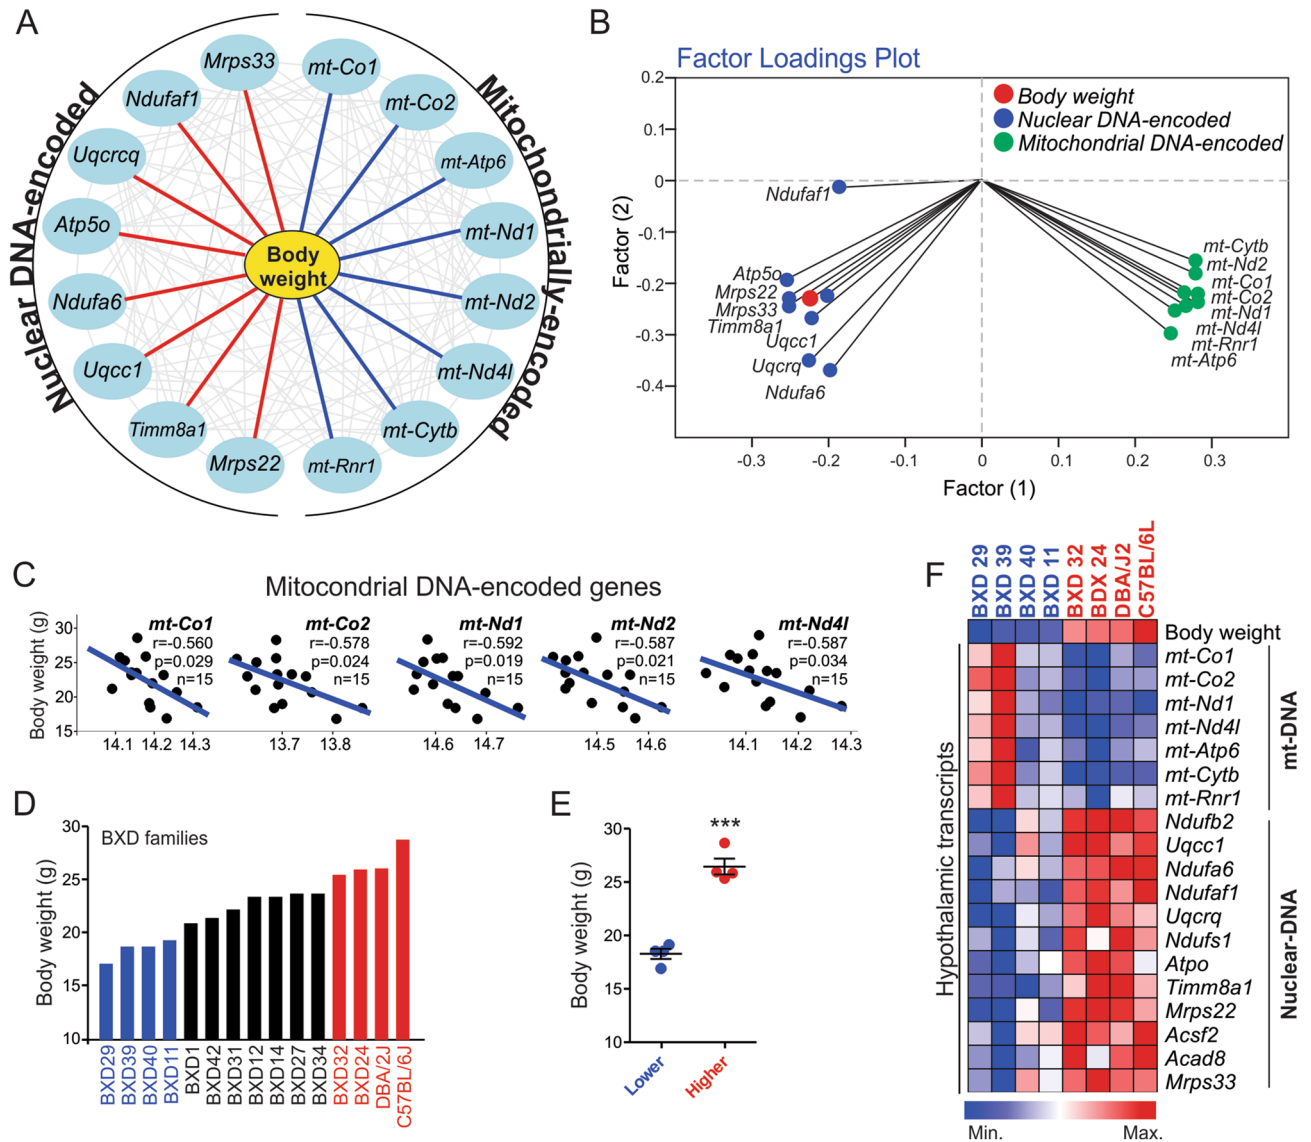 A
Nuclear DNA-encoded
Mitochondrially-encoded
Mrps33
mt-Co1
Ndufaf1
mt-Co2
Uqcrcq
mt-Atp6
Atp5o
mt-Nd1
Body
weight
Ndufa6
mt-Nd2
Uqcc1
mt-Nd4l
Timm8a1
mt-Cytb
Mrps22
mt-Rnr1
B
Factor Loadings Plot
Body weight
Nuclear DNA-encoded
Mitochondrial DNA-encoded
Factor (2)
0.2
0.1
0
-0.1
-0.2
-0.3
-0.4
Ndufaf1
Atp5o
Mrps22
Mrps33
Timm8a1
Uqcc1
Uqcrq
Ndufa6
mt-Cytb
mt-Nd2
mt-Co1
mt-Co2
mt-Nd1
mt-Nd4l
mt-Rnr1
mt-Atp6
-0.3 -0.2 -0.1 0 0.1 0.2 0.3
Factor (1)
C
Mitocondrial DNA-encoded genes
Body weight (g)
30
25
20
15
mt-Co1
r=-0.560
p=0.029
n=15
14.1 14.2 14.3
mt-Co2
r=-0.578
p=0.024
n=15
13.7 13.8
mt-Nd1
r=-0.592
p=0.019
n=15
14.6 14.7
mt-Nd2
r=-0.587
p=0.021
n=15
14.5 14.6
mt-Nd4l
r=-0.587
p=0.034
n=15
14.1 14.2 14.3
D
BXD families
Body weight (g)
30
25
20
15
10
BXD29
BXD39
BXD40
BXD11
BXD1
BXD42
BXD31
BXD12
BXD14
BXD27
BXD34
BXD32
BXD24
DBA/2J
C57BL/6J
E
Body weight (g)
30
25
20
15
10
***
Lower
Higher
F
BXD 29
BXD 39
BXD 40
BXD 11
BXD 32
BDX 24
DBA/J2
C57BL/6L
Hypothalamic transcripts
Body weight
mt-Co1
mt-Co2
mt-Nd1
mt-Nd4l
mt-Atp6
mt-Cytb
mt-Rnr1
Ndufb2
Uqcc1
Ndufa6
Ndufaf1
Uqcrq
Ndufs1
Atpo
Timm8a1
Mrps22
Acsf2
Acad8
Mrps33
mt-DNA
Nuclear-DNA
Min. Max.